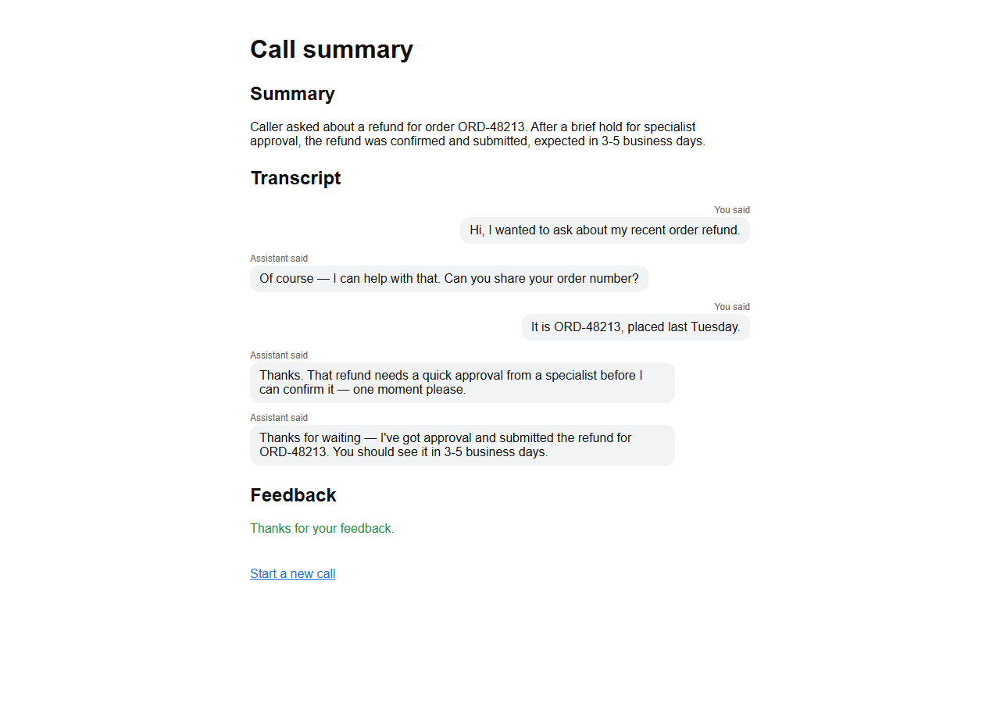 Call summary
Summary
Caller asked about a refund for order ORD-48213. After a brief hold for specialist
approval, the refund was confirmed and submitted, expected in 3-5 business days.
Transcript
You said
Hi, I wanted to ask about my recent order refund.
Assistant said
Of course — I can help with that. Can you share your order number?
You said
It is ORD-48213, placed last Tuesday.
Assistant said
Thanks. That refund needs a quick approval from a specialist before I
can confirm it — one moment please.
Assistant said
Thanks for waiting — I've got approval and submitted the refund for
ORD-48213. You should see it in 3-5 business days.
Feedback
Thanks for your feedback.
Start a new call